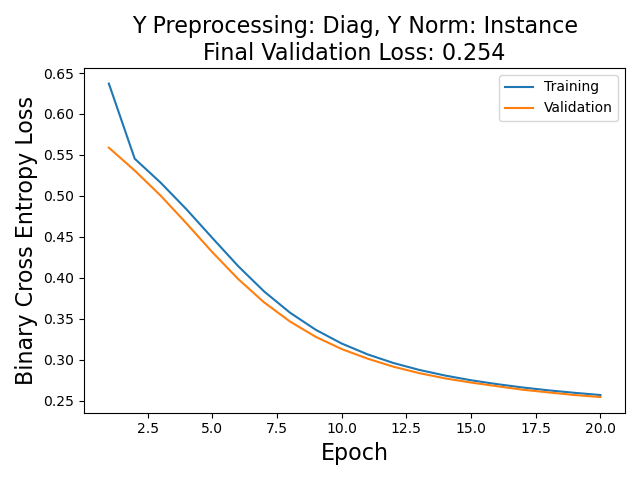 Y Preprocessing: Diag, Y Norm: Instance
Final Validation Loss: 0.254
Training
Validation
Binary Cross Entropy Loss
0.65
0.60
0.55
0.50
0.45
0.40
0.35
0.30
0.25
2.5 5.0 7.5 10.0 12.5 15.0 17.5 20.0
Epoch